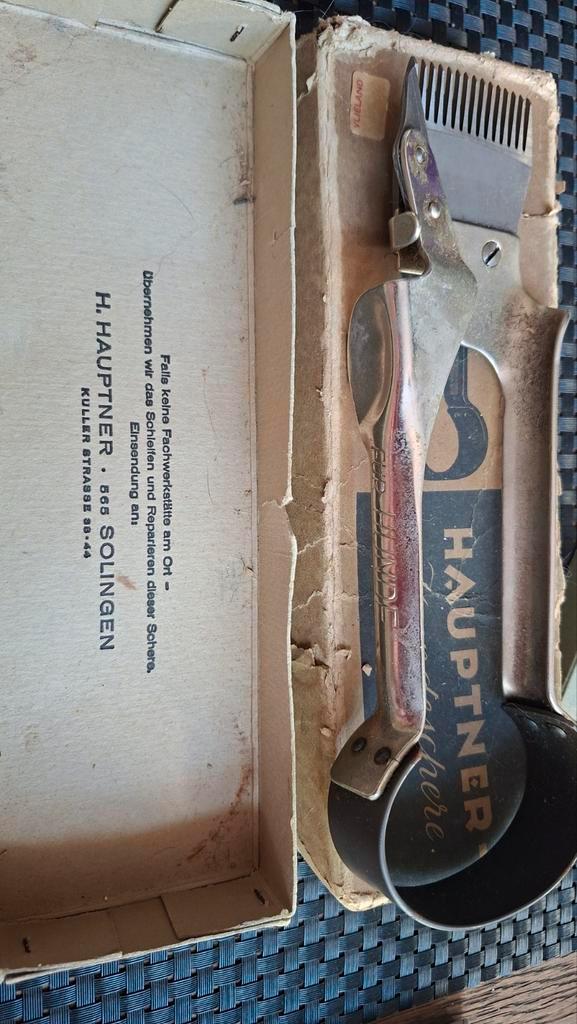 Falls keine Fachwerkstätte am Ort –
übernehmen wir das Schleifen und Reparieren dieser Schere.
Einsendung an:
H. HAUPTNER · 565 SOLINGEN
KULLER STRASSE 38-44
FÜR HUNDE
HAUPTNER